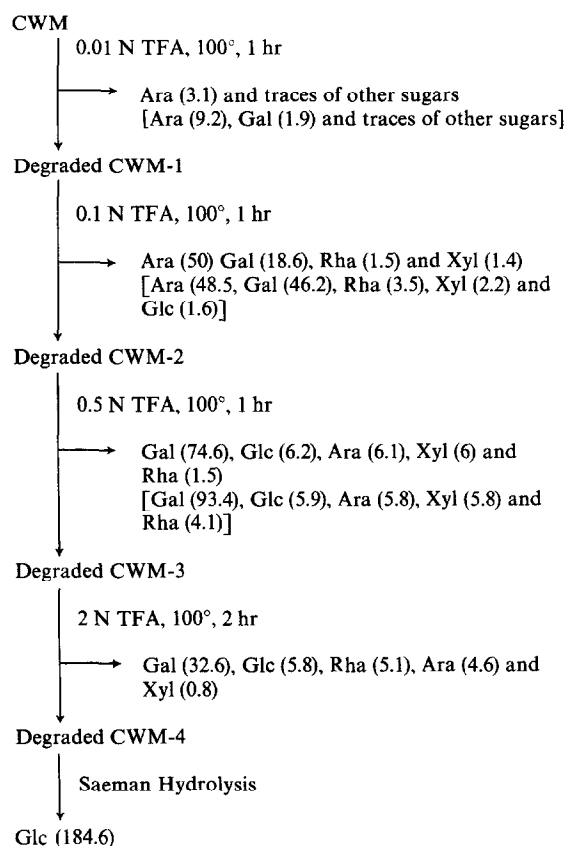 CWM
0.01 N TFA, 100°, 1 hr
Ara (3.1) and traces of other sugars
[Ara (9.2), Gal (1.9) and traces of other sugars]
Degraded CWM-1
0.1 N TFA, 100°, 1 hr
Ara (50) Gal (18.6), Rha (1.5) and Xyl (1.4)
[Ara (48.5, Gal (46.2), Rha (3.5), Xyl (2.2) and
Glc (1.6)]
Degraded CWM-2
0.5 N TFA, 100°, 1 hr
Gal (74.6), Glc (6.2), Ara (6.1), Xyl (6) and
Rha (1.5)
[Gal (93.4), Glc (5.9), Ara (5.8), Xyl (5.8) and
Rha (4.1)]
Degraded CWM-3
2 N TFA, 100°, 2 hr
Gal (32.6), Glc (5.8), Rha (5.1), Ara (4.6) and
Xyl (0.8)
Degraded CWM-4
Saeman Hydrolysis
Glc (184.6)